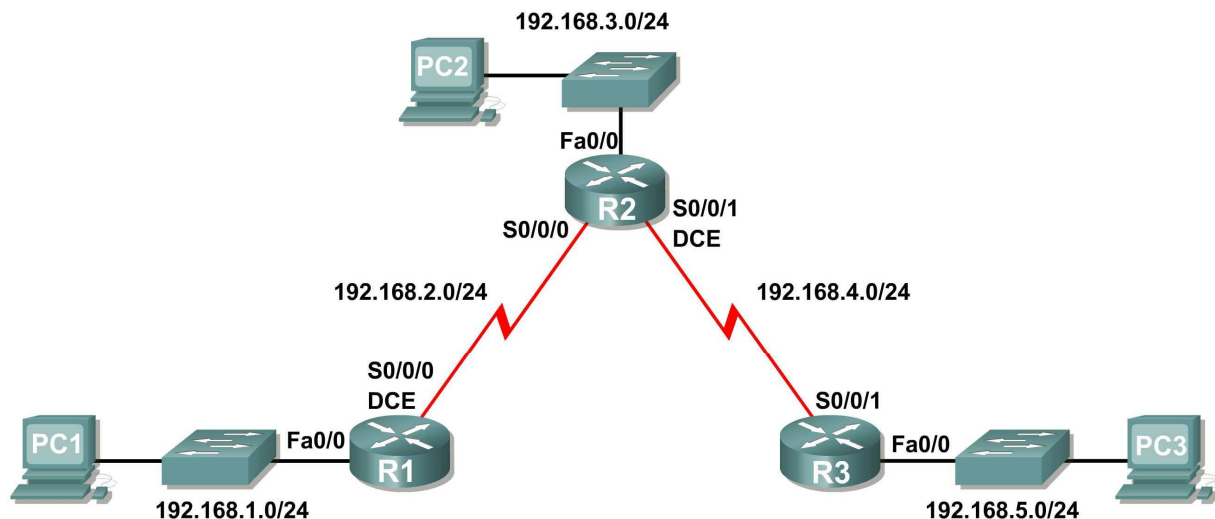 192.168.3.0/24
PC2
Fa0/0
R2
S0/0/0
S0/0/1
DCE
192.168.2.0/24
192.168.4.0/24
S0/0/0
DCE
S0/0/1
PC1
Fa0/0
R1
R3
Fa0/0
PC3
192.168.1.0/24
192.168.5.0/24